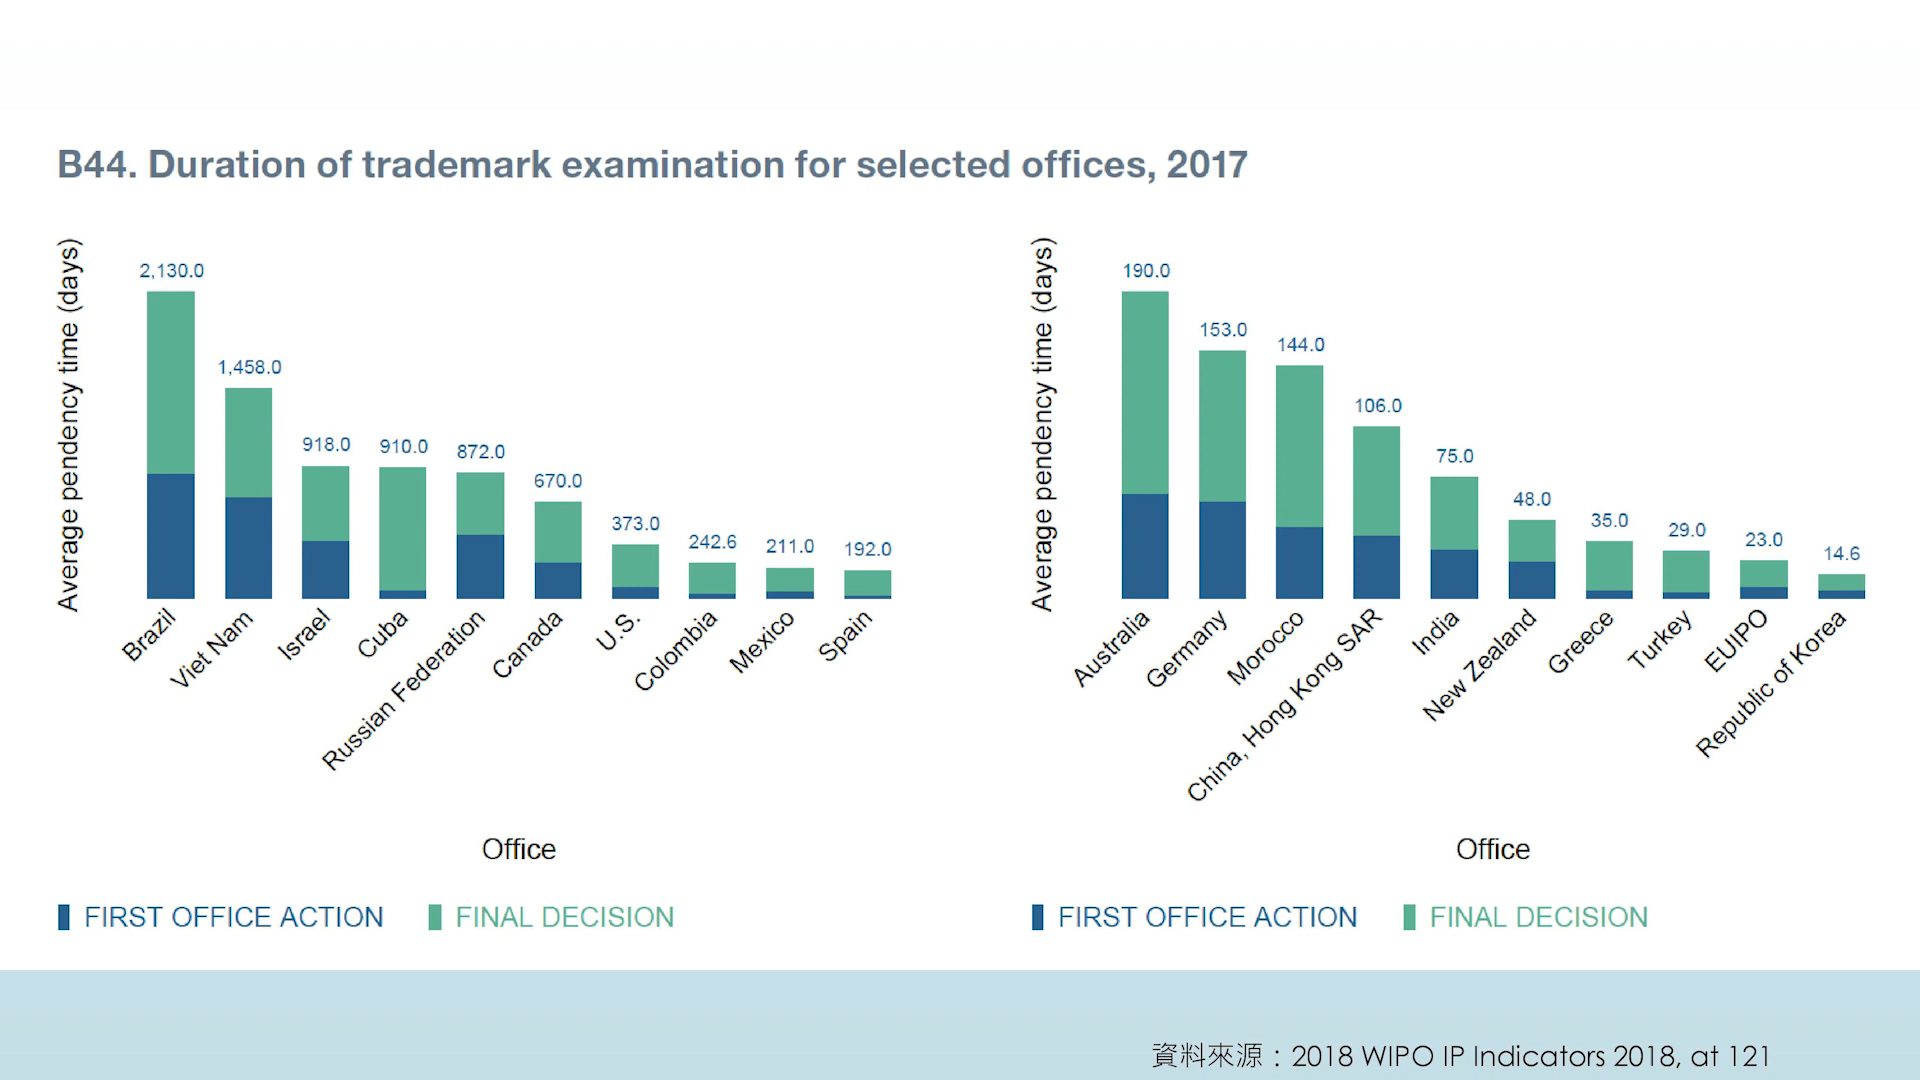 B44. Duration of trademark examination for selected offices, 2017
Average pendency time (days)
2,130.0
1,458.0
918.0
910.0
872.0
670.0
373.0
242.6
211.0
192.0
Brazil
Viet Nam
Israel
Cuba
Russian Federation
Canada
U.S.
Colombia
Mexico
Spain
Office
FIRST OFFICE ACTION
FINAL DECISION
Average pendency time (days)
190.0
153.0
144.0
106.0
75.0
48.0
35.0
29.0
23.0
14.6
Australia
Germany
Morocco
China, Hong Kong SAR
India
New Zealand
Greece
Turkey
EUIPO
Republic of Korea
Office
FIRST OFFICE ACTION
FINAL DECISION
資料來源：2018 WIPO IP Indicators 2018, at 121